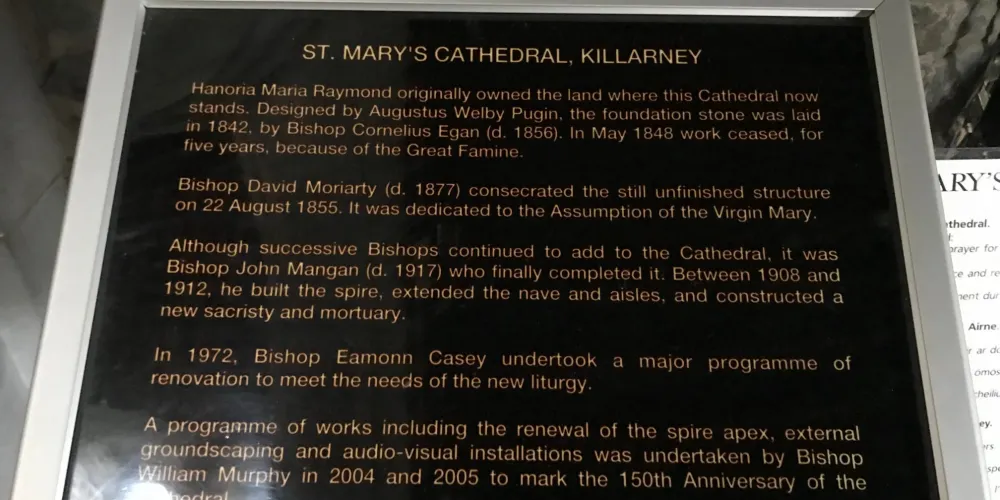 ST. MARY'S CATHEDRAL, KILLARNEY
Hanoria Maria Raymond originally owned the land where this Cathedral now
stands. Designed by Augustus Welby Pugin, the foundation stone was laid
in 1842, by Bishop Cornelius Egan (d. 1856). In May 1848 work ceased, for
five years, because of the Great Famine.
Bishop David Moriarty (d. 1877) consecrated the still unfinished structure
on 22 August 1855. It was dedicated to the Assumption of the Virgin Mary.
Although successive Bishops continued to add to the Cathedral, it was
Bishop John Mangan (d. 1917) who finally completed it. Between 1908 and
1912, he built the spire, extended the nave and aisles, and constructed a
new sacristy and mortuary.
In 1972, Bishop Eamonn Casey undertook a major programme of
renovation to meet the needs of the new liturgy.
A programme of works including the renewal of the spire apex, external
groundscaping and audio-visual installations was undertaken by Bishop
William Murphy in 2004 and 2005 to mark the 150th Anniversary of the
ARY'S
thedral.
rayer for
ce and re
ent dur
Airne
r ar do
ey.